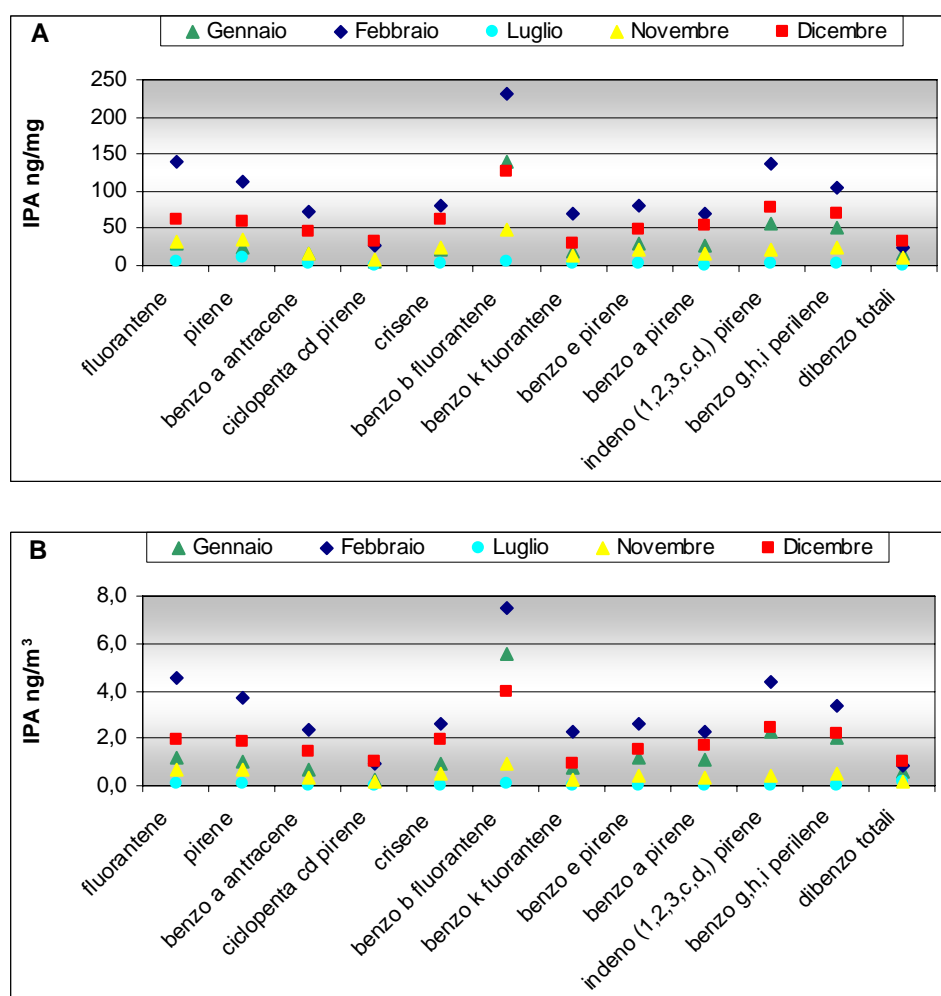 A
Gennaio Febbraio Luglio Novembre Dicembre
IPA ng/mg
250
200
150
100
50
0
fluorantene
pirene
benzo a antracene
ciclopenta cd pirene
crisene
benzo b fluorantene
benzo k fuorantene
benzo e pirene
benzo a pirene
indeno (1,2,3,c,d,) pirene
benzo g,h,i perilene
dibenzo totali
B
Gennaio Febbraio Luglio Novembre Dicembre
IPA ng/m³
8,0
6,0
4,0
2,0
0,0
fluorantene
pirene
benzo a antracene
ciclopenta cd pirene
crisene
benzo b fluorantene
benzo k fuorantene
benzo e pirene
benzo a pirene
indeno (1,2,3,c,d,) pirene
benzo g,h,i perilene
dibenzo totali